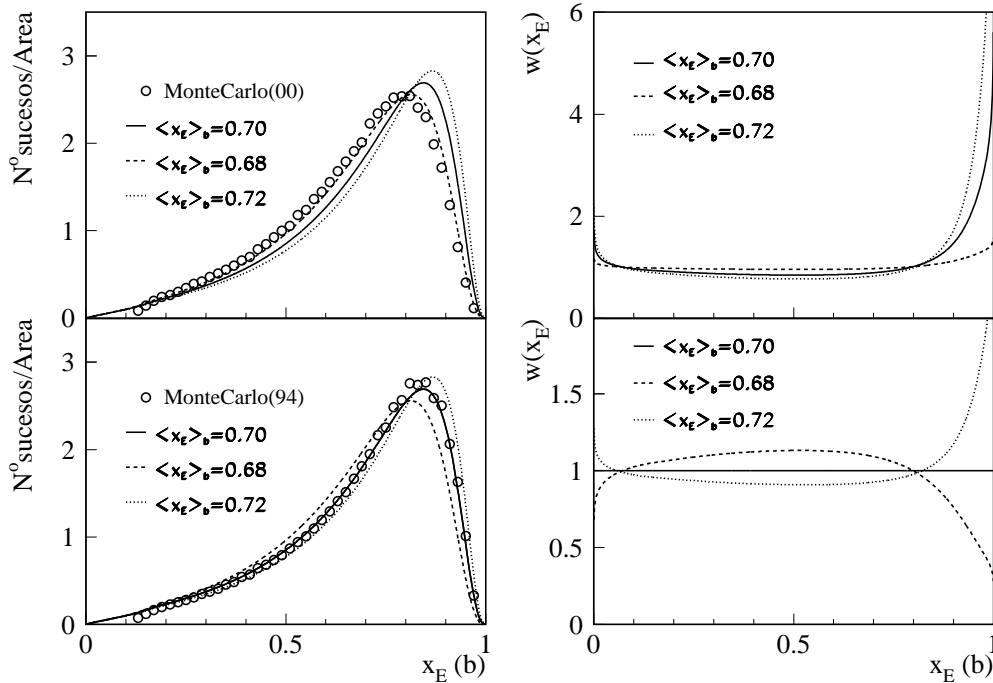 N° sucesos/Area
3
2
1
0
MonteCarlo(00)
<x_E>_b=0.70
<x_E>_b=0.68
<x_E>_b=0.72
w(x_E)
6
4
2
0
<x_E>_b=0.70
<x_E>_b=0.68
<x_E>_b=0.72
N° sucesos/Area
3
2
1
0
MonteCarlo(94)
<x_E>_b=0.70
<x_E>_b=0.68
<x_E>_b=0.72
0 0.5 1
x_E (b)
w(x_E)
1.5
1
0.5
0
<x_E>_b=0.70
<x_E>_b=0.68
<x_E>_b=0.72
0 0.5 1
x_E (b)